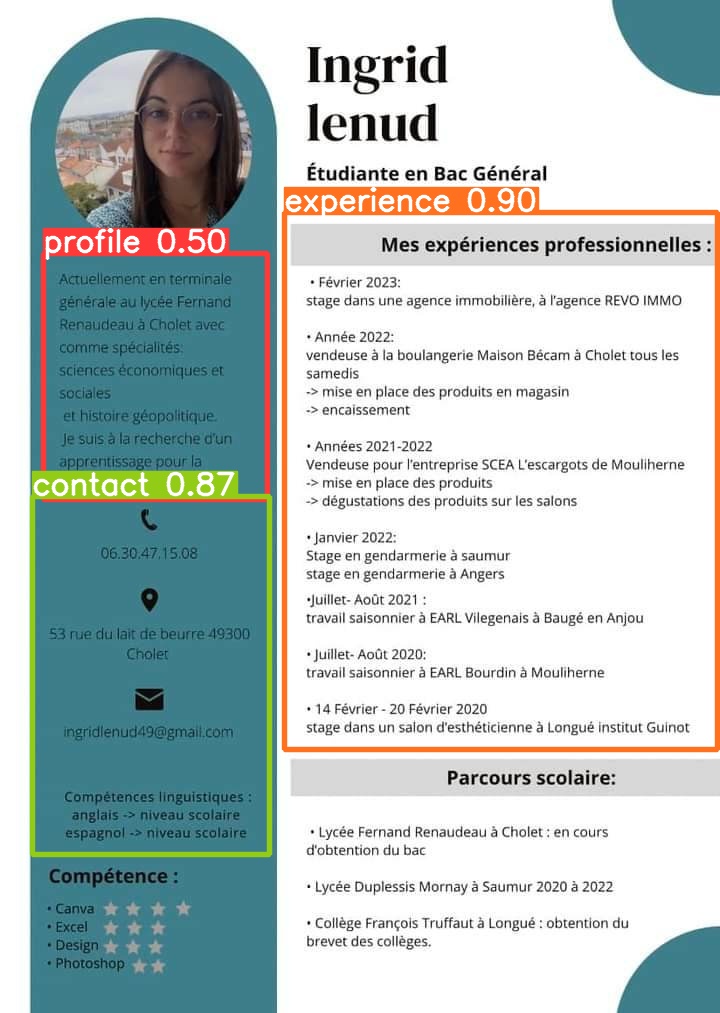 Ingrid
lenud
Étudiante en Bac Général
profile 0.50
Actuellement en terminale
générale au lycée Fernand
Renaudeau à Cholet avec
comme spécialités:
sciences économiques et
sociales
et histoire géopolitique.
Je suis à la recherche d'un
apprentissage pour la
contact 0.87
06.30.47.15.08
53 rue du lait de beurre 49300
Cholet
ingridlenud49@gmail.com
Compétences linguistiques :
anglais -> niveau scolaire
espagnol -> niveau scolaire
Compétence :
• Canva
• Excel
• Design
• Photoshop
experience 0.90
Mes expériences professionnelles :
• Février 2023:
stage dans une agence immobilière, à l'agence REVO IMMO
• Année 2022:
vendeuse à la boulangerie Maison Bécam à Cholet tous les
samedis
-> mise en place des produits en magasin
-> encaissement
• Années 2021-2022
Vendeuse pour l'entreprise SCEA L'escargots de Mouliherne
-> mise en place des produits
-> dégustations des produits sur les salons
• Janvier 2022:
Stage en gendarmerie à saumur
stage en gendarmerie à Angers
•Juillet- Août 2021 :
travail saisonnier à EARL Vilegenais à Baugé en Anjou
• Juillet- Août 2020:
travail saisonnier à EARL Bourdin à Mouliherne
• 14 Février - 20 Février 2020
stage dans un salon d'esthéticienne à Longué institut Guinot
Parcours scolaire:
• Lycée Fernand Renaudeau à Cholet : en cours
d'obtention du bac
• Lycée Duplessis Mornay à Saumur 2020 à 2022
• Collège François Truffaut à Longué : obtention du
brevet des collèges.